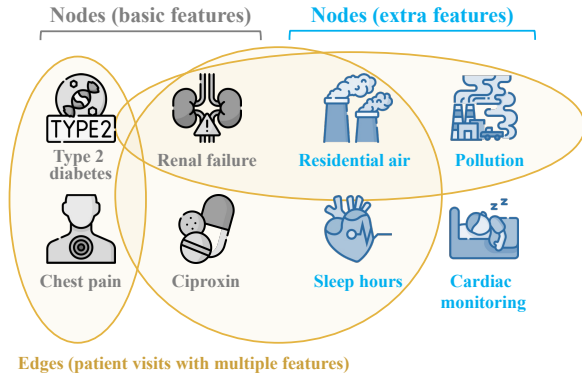 Nodes (basic features)
Nodes (extra features)
TYPE2
Type 2
diabetes
Renal failure
Residential air
Pollution
Chest pain
Ciproxin
Sleep hours
zz
Cardiac
monitoring
Edges (patient visits with multiple features)